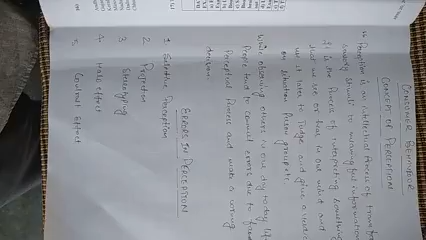 CONSUMER BEHAVIOUR
CONCEPT OF PERCEPTION
Perception is an intellectual Process of transf
sensory stimuli to meaningful information
It is the Process of interpreting something
that we see or hear in our mind and
use it later to Judge and give a verdict
on situation Person group etc.
While observing others in our day to day life
People tend to commit errors due to
Perceptual Process and make a wrong
decision.
ERRORS IN PERCEPTION
1. Selective Perception
2. Projection
3. Stereotyping
4. Halo effect
5. Contrast Effect